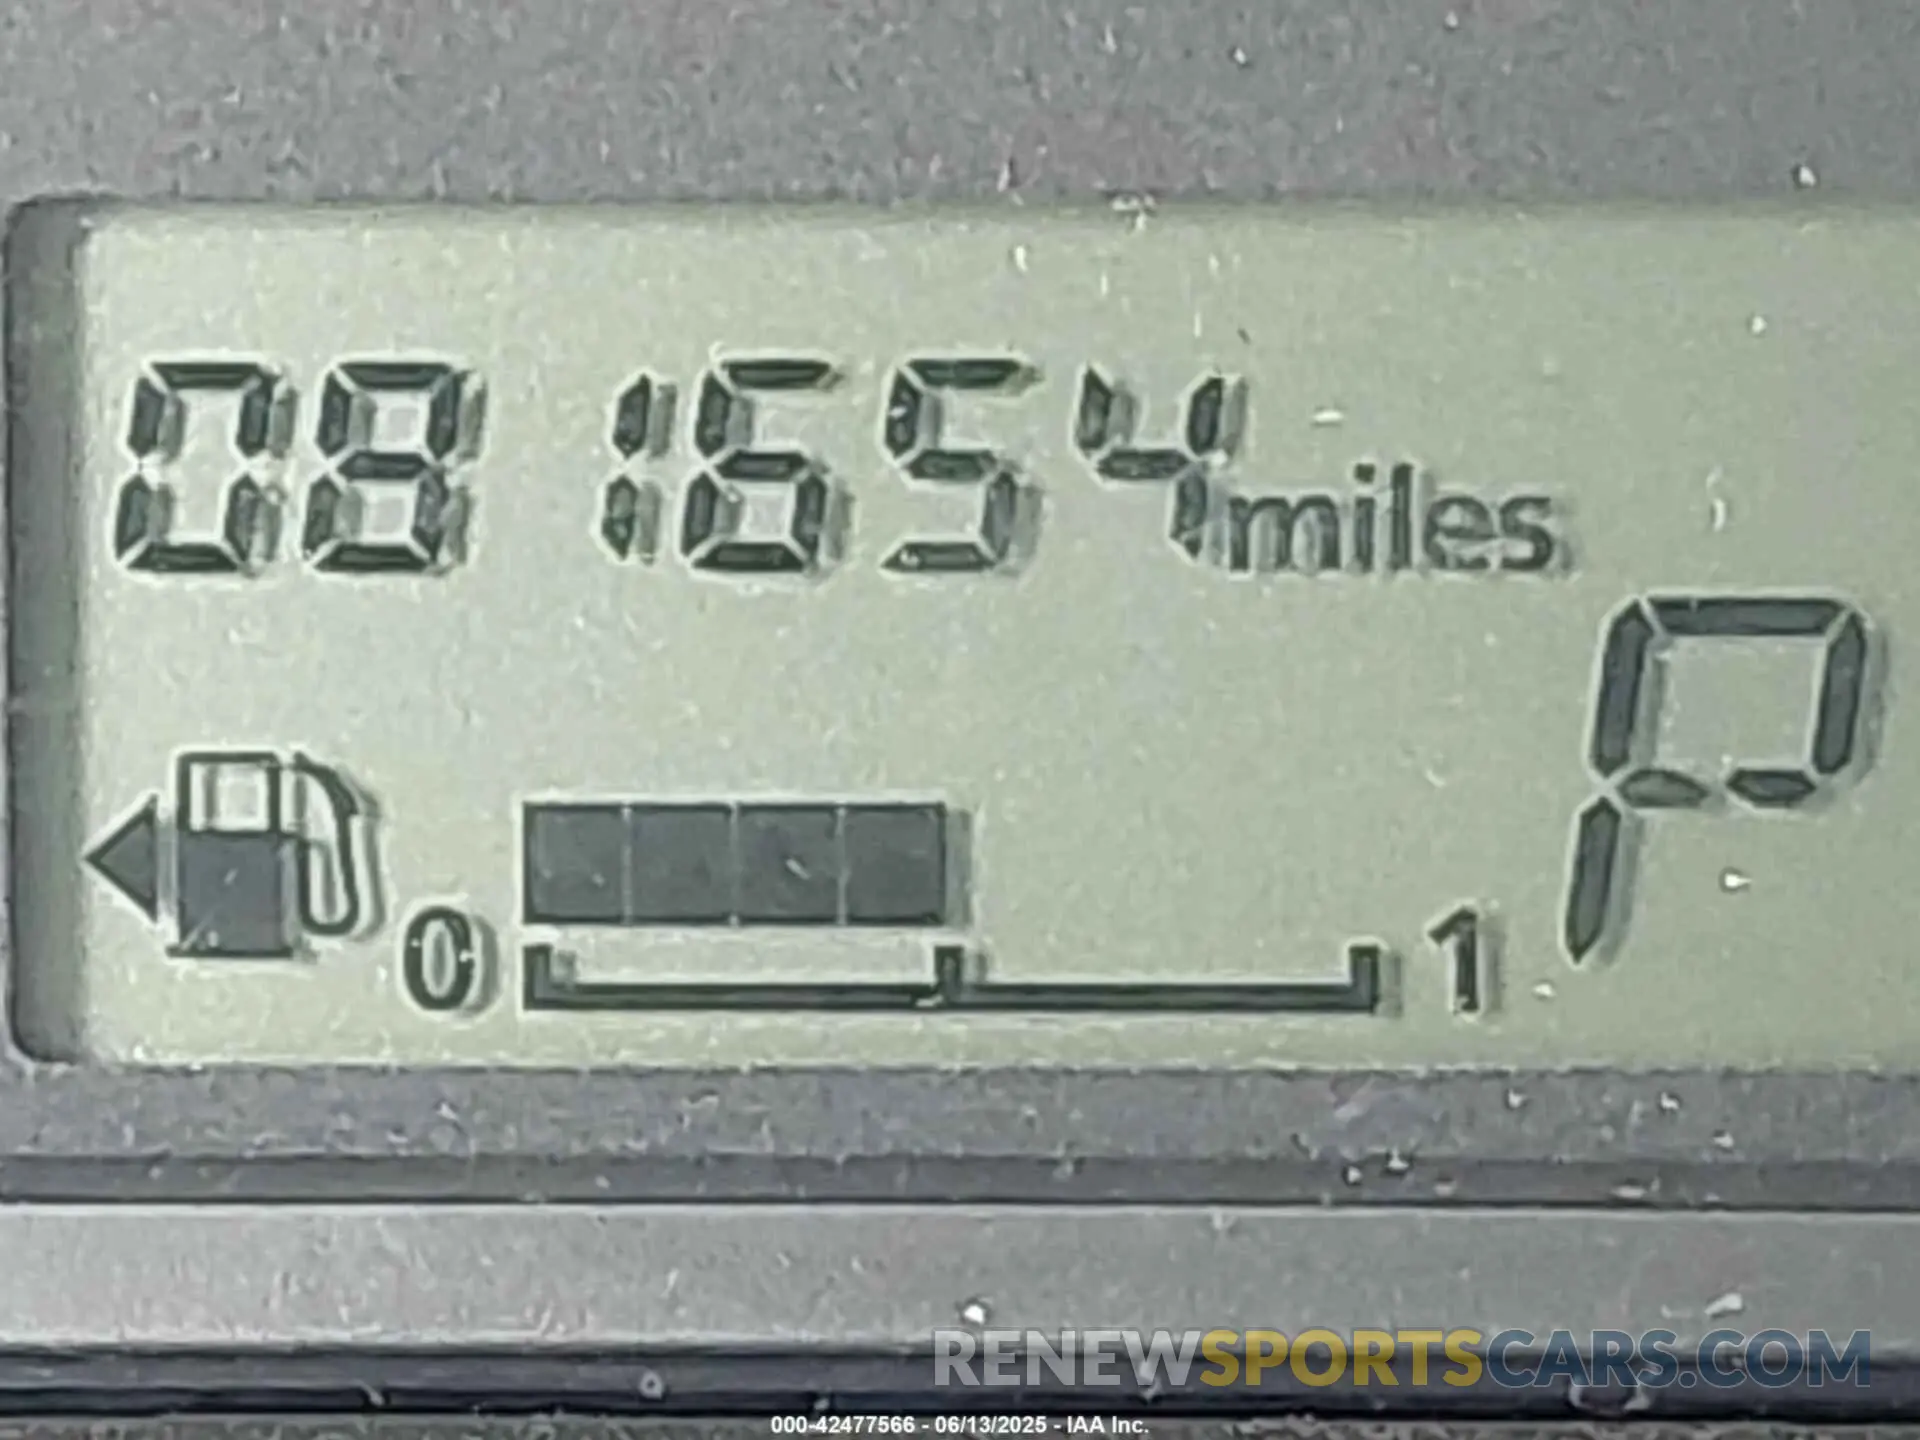 081654miles
P
0 1
RENEWSPORTSCARS.COM
000-42477566 - 06/13/2025 - IAA Inc.